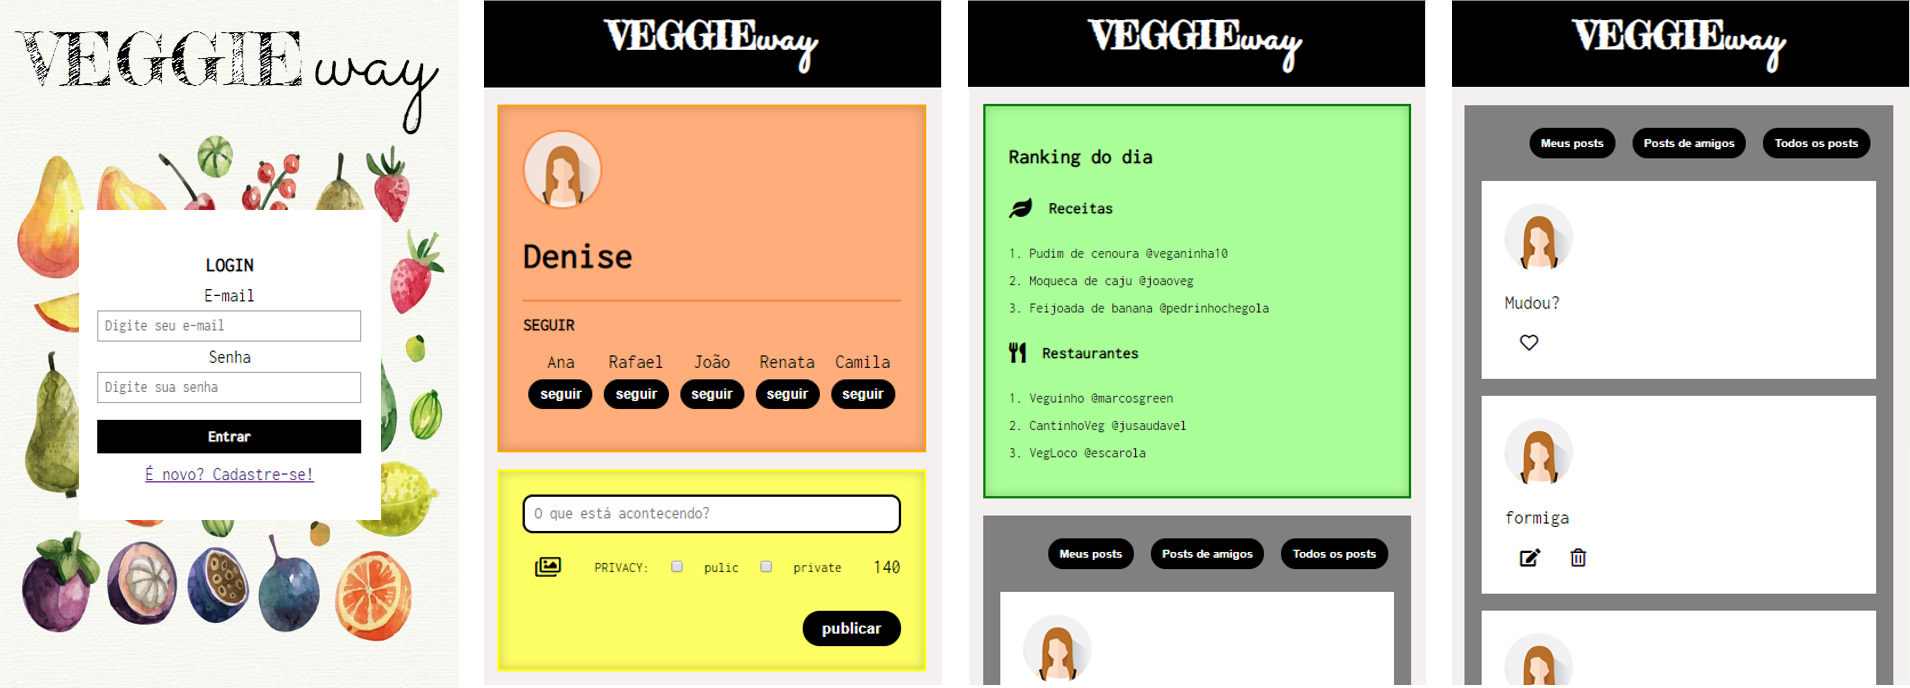 VEGGIE way
LOGIN
E-mail
Digite seu e-mail
Senha
Digite sua senha
Entrar
É novo? Cadastre-se!
VEGGIEway
Denise
SEGUIR
Ana Rafael João Renata Camila
seguir seguir seguir seguir seguir
O que está acontecendo?
PRIVACY: pulic private 140
publicar
VEGGIEway
Ranking do dia
Receitas
1. Pudim de cenoura @veganinha10
2. Moqueca de caju @joaoveg
3. Feijoada de banana @pedrinhochegola
Restaurantes
1. Veguinho @marcosgreen
2. CantinhoVeg @jusaudavel
3. VegLoco @escarola
Meus posts Posts de amigos Todos os posts
VEGGIEway
Meus posts Posts de amigos Todos os posts
Mudou?
formiga